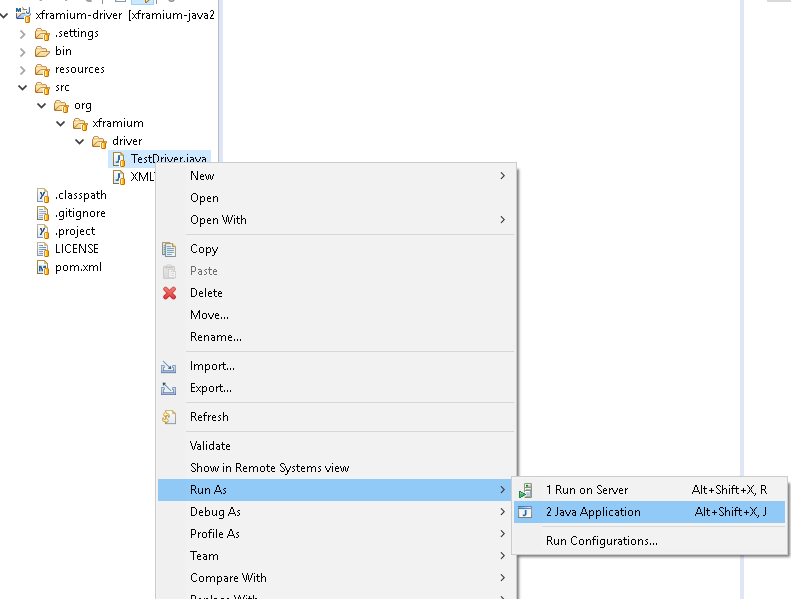 xframium-driver [xframium-java2
.settings
bin
resources
src
org
xframium
driver
TestDriver.java
XML
.classpath
.gitignore
.project
LICENSE
pom.xml
New
Open
Open With
Copy
Paste
Delete
Move...
Rename...
Import...
Export...
Refresh
Validate
Show in Remote Systems view
Run As
Debug As
Profile As
Team
Compare With
Replace With
1 Run on Server Alt+Shift+X, R
2 Java Application Alt+Shift+X, J
Run Configurations...